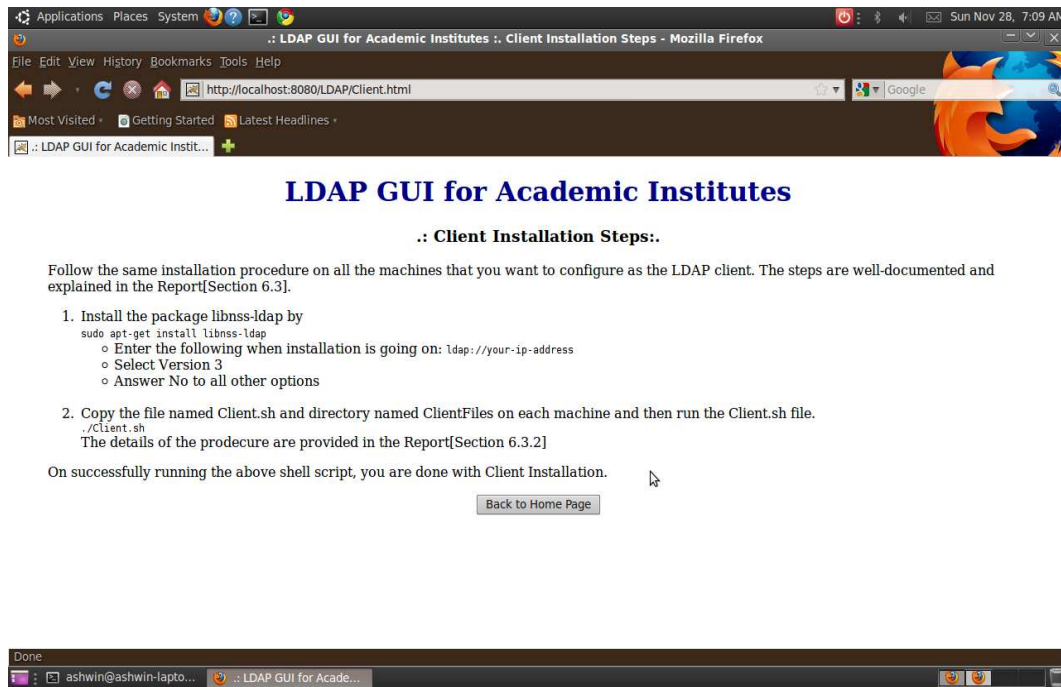 Applications Places System Sun Nov 28, 7:09 AM
.: LDAP GUI for Academic Institutes :. Client Installation Steps - Mozilla Firefox
File Edit View History Bookmarks Tools Help
http://localhost:8080/LDAP/Client.html Google
Most Visited Getting Started Latest Headlines
.: LDAP GUI for Academic Instit...
LDAP GUI for Academic Institutes
.: Client Installation Steps:.
Follow the same installation procedure on all the machines that you want to configure as the LDAP client. The steps are well-documented and
explained in the Report[Section 6.3].
1. Install the package libnss-ldap by
sudo apt-get install libnss-ldap
◦ Enter the following when installation is going on: ldap://your-ip-address
◦ Select Version 3
◦ Answer No to all other options
2. Copy the file named Client.sh and directory named ClientFiles on each machine and then run the Client.sh file.
./Client.sh
The details of the prodecure are provided in the Report[Section 6.3.2]
On successfully running the above shell script, you are done with Client Installation.
Back to Home Page
Done
ashwin@ashwin-lapto... .: LDAP GUI for Acade...